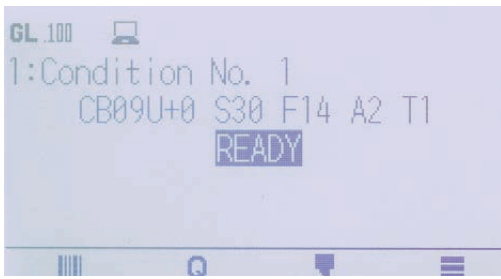 GL .100
1:Condition No. 1
CB09U+0 S30 F14 A2 T1
READY
Q